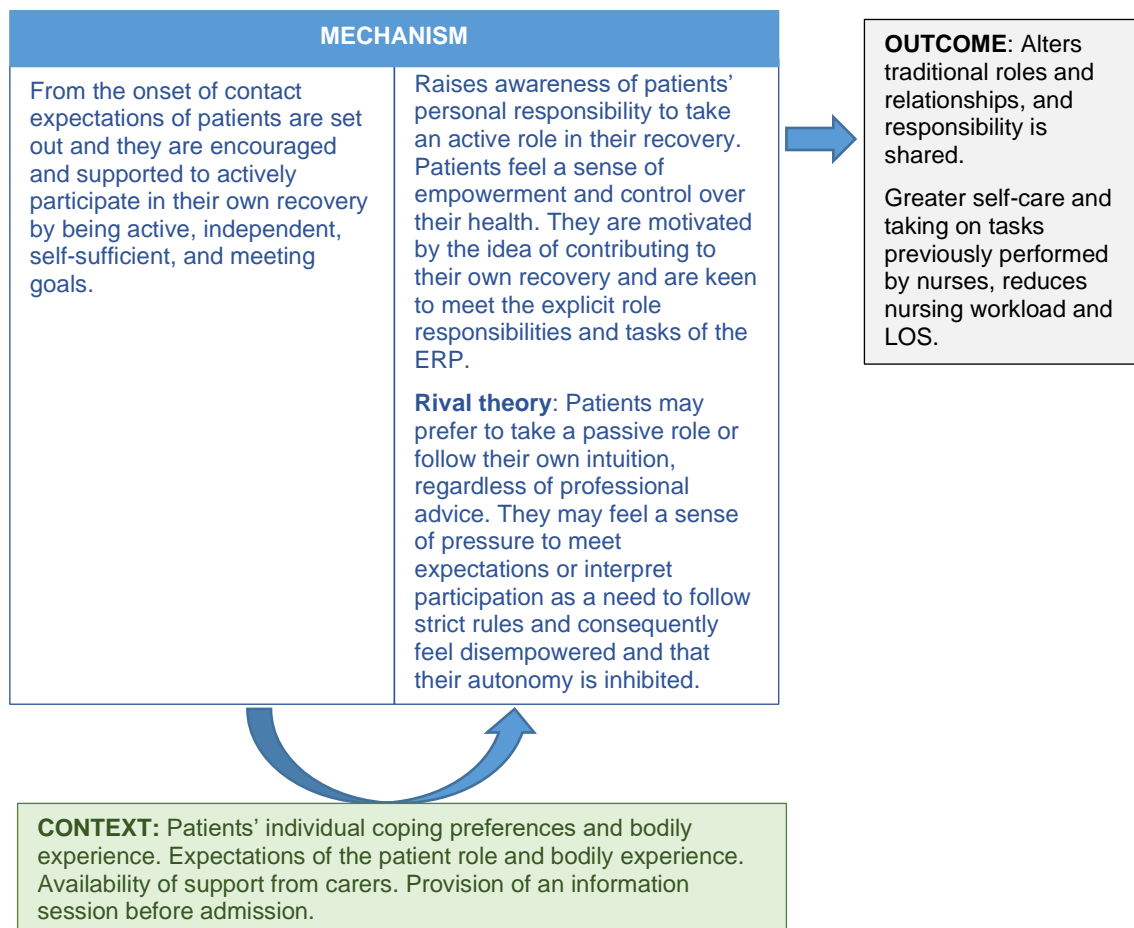 MECHANISM
From the onset of contact
expectations of patients are set
out and they are encouraged
and supported to actively
participate in their own recovery
by being active, independent,
self-sufficient, and meeting
goals.
Raises awareness of patients’
personal responsibility to take
an active role in their recovery.
Patients feel a sense of
empowerment and control over
their health. They are motivated
by the idea of contributing to
their own recovery and are keen
to meet the explicit role
responsibilities and tasks of the
ERP.
Rival theory: Patients may
prefer to take a passive role or
follow their own intuition,
regardless of professional
advice. They may feel a sense
of pressure to meet
expectations or interpret
participation as a need to follow
strict rules and consequently
feel disempowered and that
their autonomy is inhibited.
OUTCOME: Alters
traditional roles and
relationships, and
responsibility is
shared.
Greater self-care and
taking on tasks
previously performed
by nurses, reduces
nursing workload and
LOS.
CONTEXT: Patients’ individual coping preferences and bodily
experience. Expectations of the patient role and bodily experience.
Availability of support from carers. Provision of an information
session before admission.